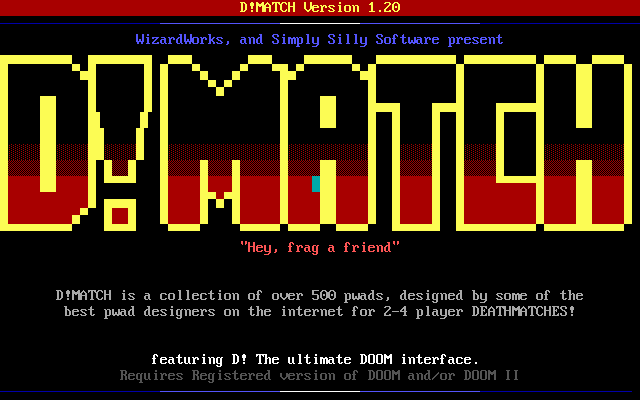 D!MATCH Version 1.20
WizardWorks, and Simply Silly Software present
D!MATCH
"Hey, frag a friend"
D!MATCH is a collection of over 500 pwads, designed by some of the
best pwad designers on the internet for 2-4 player DEATHMATCHES!
featuring D! The ultimate DOOM interface.
Requires Registered version of DOOM and/or DOOM II